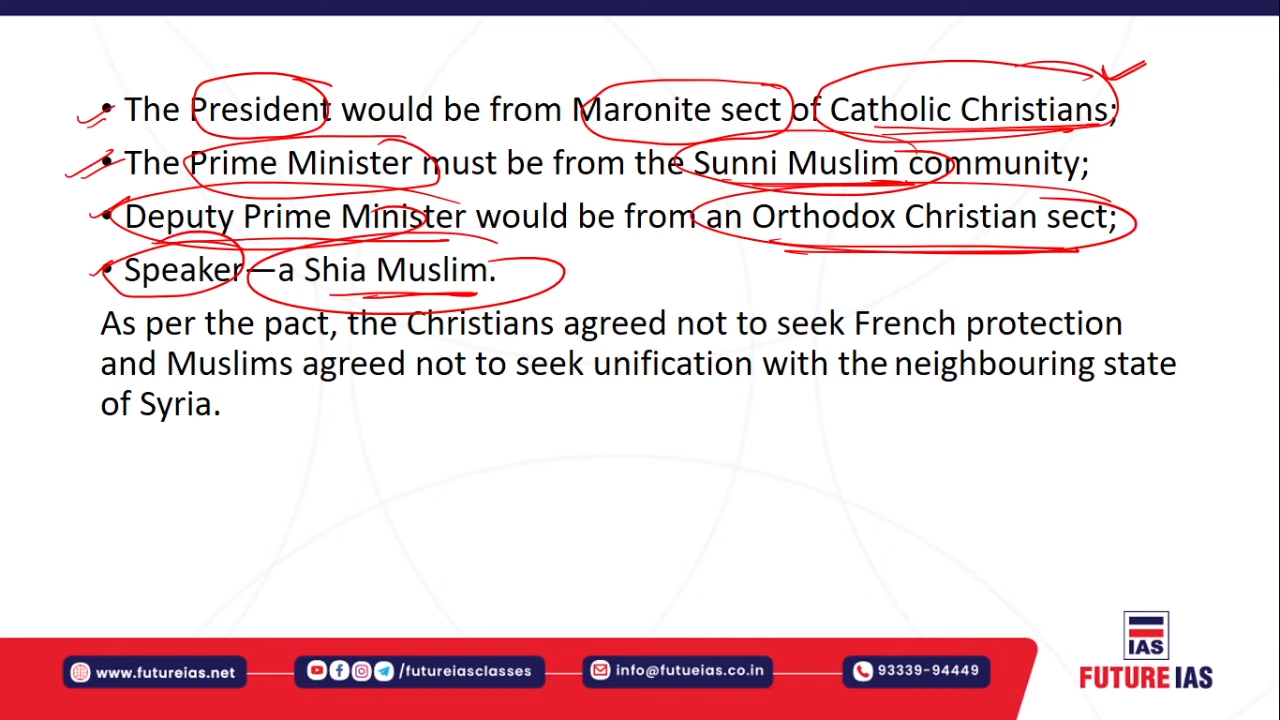 • The President would be from Maronite sect of Catholic Christians;
• The Prime Minister must be from the Sunni Muslim community;
• Deputy Prime Minister would be from an Orthodox Christian sect;
• Speaker—a Shia Muslim.
As per the pact, the Christians agreed not to seek French protection
and Muslims agreed not to seek unification with the neighbouring state
of Syria.
IAS
www.futureias.net
/futureiasclasses
info@futueias.co.in
93339-94449
FUTURE IAS